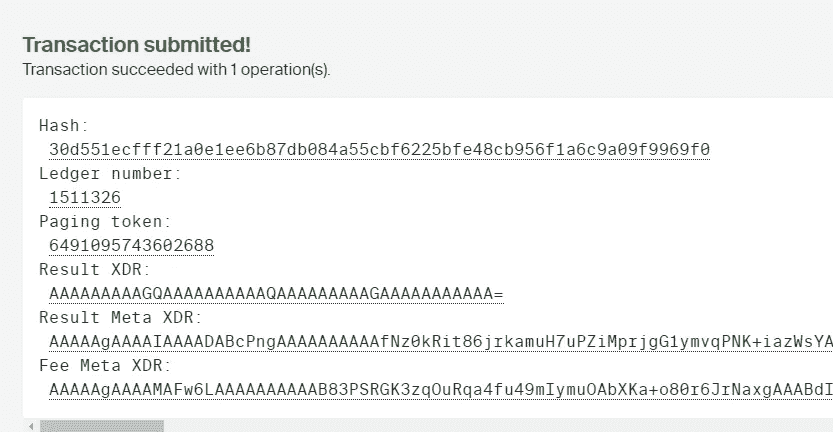 Transaction submitted!
Transaction succeeded with 1 operation(s).
Hash:
30d551ecfff21a0e1ee6b87db084a55cbf6225bfe48cb956f1a6c9a09f9969f0
Ledger number:
1511326
Paging token:
6491095743602688
Result XDR:
AAAAAAAAAGQAAAAAAAAAAQAAAAAAAAAGAAAAAAAAAAA=
Result Meta XDR:
AAAAAgAAAAIAAAADABcPngAAAAAAAAAAfNz0kRit86jrkamuH7uPZiMprjgG1ymvqPNK+iazWsYA
Fee Meta XDR:
AAAAAgAAAAMAFw6LAAAAAAAAAAB83PSRGK3zqOuRqa4fu49mIymuOAbXKa+o80r6JrNaxgAAABdI